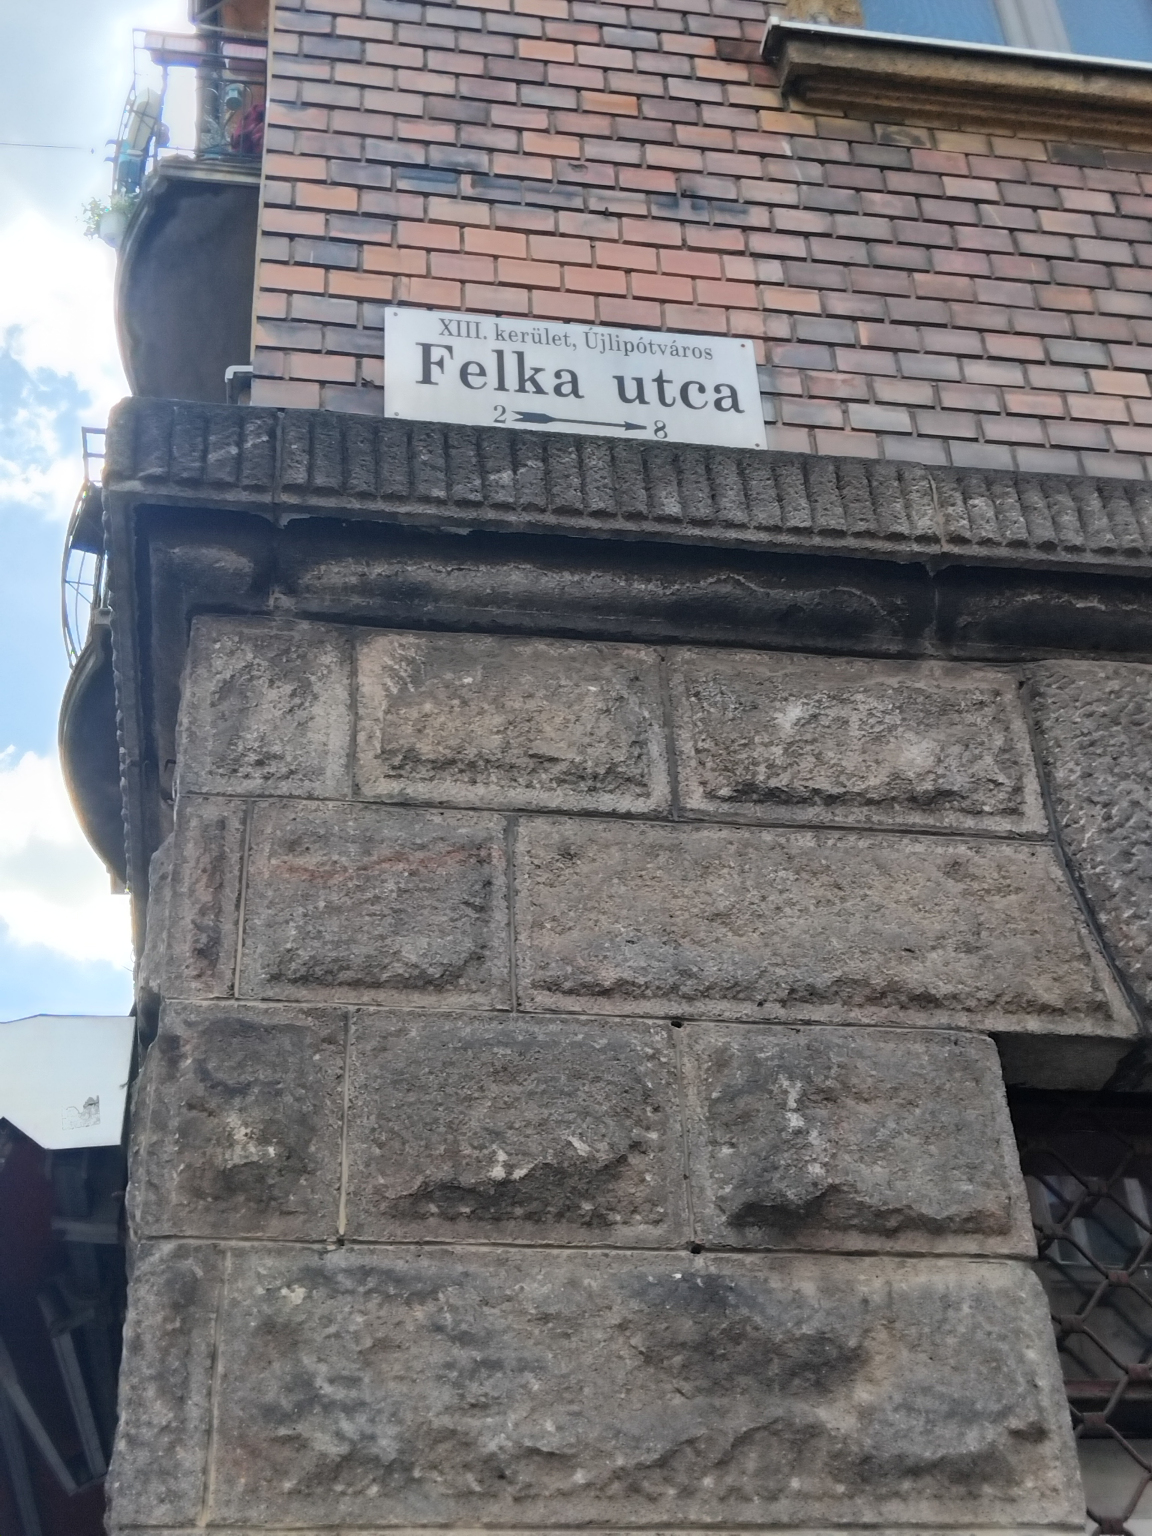 XIII. kerület, Újlipótváros
Felka utca
2 8